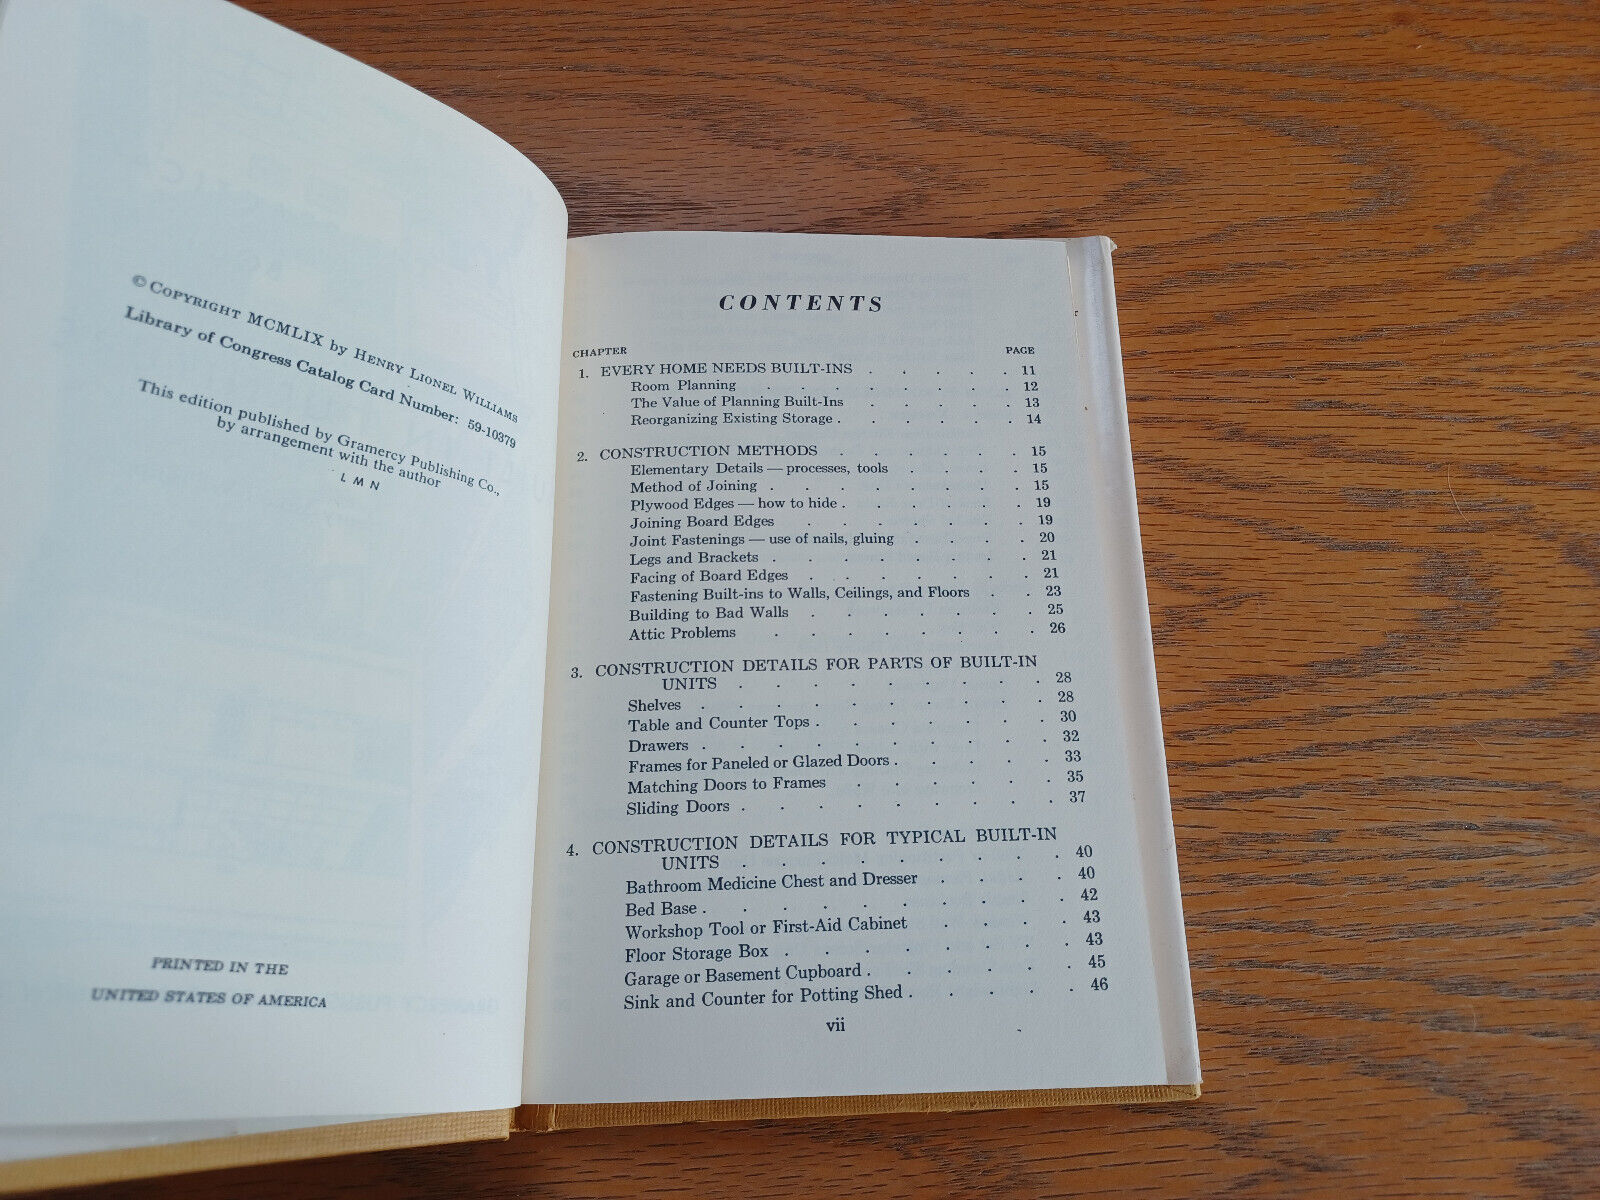 © COPYRIGHT MCMLIX by HENRY LIONEL WILLIAMS
Library of Congress Catalog Card Number: 59-10379
This edition published by Gramercy Publishing Co.,
by arrangement with the author
L M N
PRINTED IN THE
UNITED STATES OF AMERICA
CONTENTS
CHAPTER PAGE
1. EVERY HOME NEEDS BUILT-INS . . . . . 11
Room Planning . . . . . . . . 12
The Value of Planning Built-Ins . . . . . 13
Reorganizing Existing Storage . . . . . . 14
2. CONSTRUCTION METHODS . . . . . . 15
Elementary Details — processes, tools . . . . 15
Method of Joining . . . . . . . . 15
Plywood Edges — how to hide . . . . . . 19
Joining Board Edges . . . . . . . 19
Joint Fastenings — use of nails, gluing . . . . 20
Legs and Brackets . . . . . . . . 21
Facing of Board Edges . . . . . . . 21
Fastening Built-ins to Walls, Ceilings, and Floors . . 23
Building to Bad Walls . . . . . . . 25
Attic Problems . . . . . . . . 26
3. CONSTRUCTION DETAILS FOR PARTS OF BUILT-IN
UNITS . . . . . . . . . 28
Shelves . . . . . . . . . . 28
Table and Counter Tops . . . . . . . 30
Drawers . . . . . . . . . . 32
Frames for Paneled or Glazed Doors . . . . . 33
Matching Doors to Frames . . . . . . 35
Sliding Doors . . . . . . . . . 37
4. CONSTRUCTION DETAILS FOR TYPICAL BUILT-IN
UNITS . . . . . . . . . 40
Bathroom Medicine Chest and Dresser . . . . 40
Bed Base . . . . . . . . . . 42
Workshop Tool or First-Aid Cabinet . . . . 43
Floor Storage Box . . . . . . . . 43
Garage or Basement Cupboard . . . . . . 45
Sink and Counter for Potting Shed . . . . . 46
vii